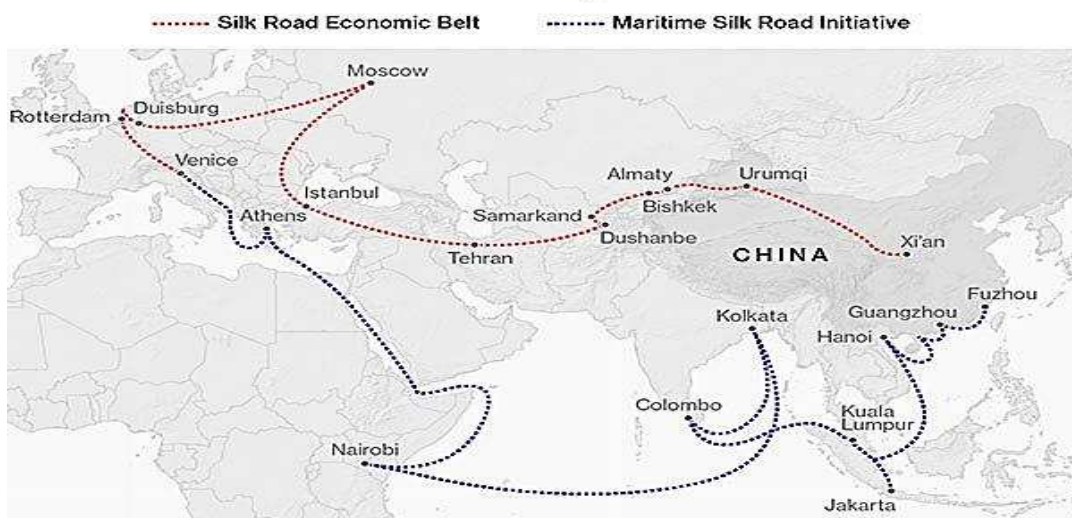 Silk Road Economic Belt
Maritime Silk Road Initiative
Moscow
Duisburg
Rotterdam
Venice
Istanbul
Athens
Almaty
Urumqi
Bishkek
Samarkand
Dushanbe
Tehran
CHINA
Xi'an
Fuzhou
Guangzhou
Kolkata
Hanoi
Colombo
Kuala
Lumpur
Nairobi
Jakarta